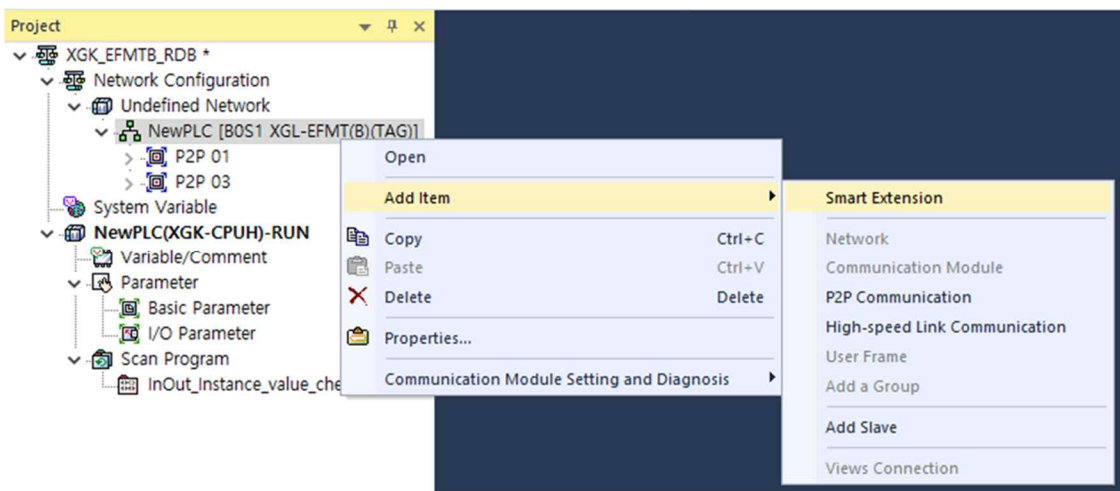 Project
XGK_EFMTB_RDB *
Network Configuration
Undefined Network
NewPLC [B0S1 XGL-EFMT(B)(TAG)]
P2P 01
P2P 03
System Variable
NewPLC(XGK-CPUH)-RUN
Variable/Comment
Parameter
Basic Parameter
I/O Parameter
Scan Program
InOut_Instance_value_che
Open
Add Item
Copy Ctrl+C
Paste Ctrl+V
Delete Delete
Properties...
Communication Module Setting and Diagnosis
Smart Extension
Network
Communication Module
P2P Communication
High-speed Link Communication
User Frame
Add a Group
Add Slave
Views Connection